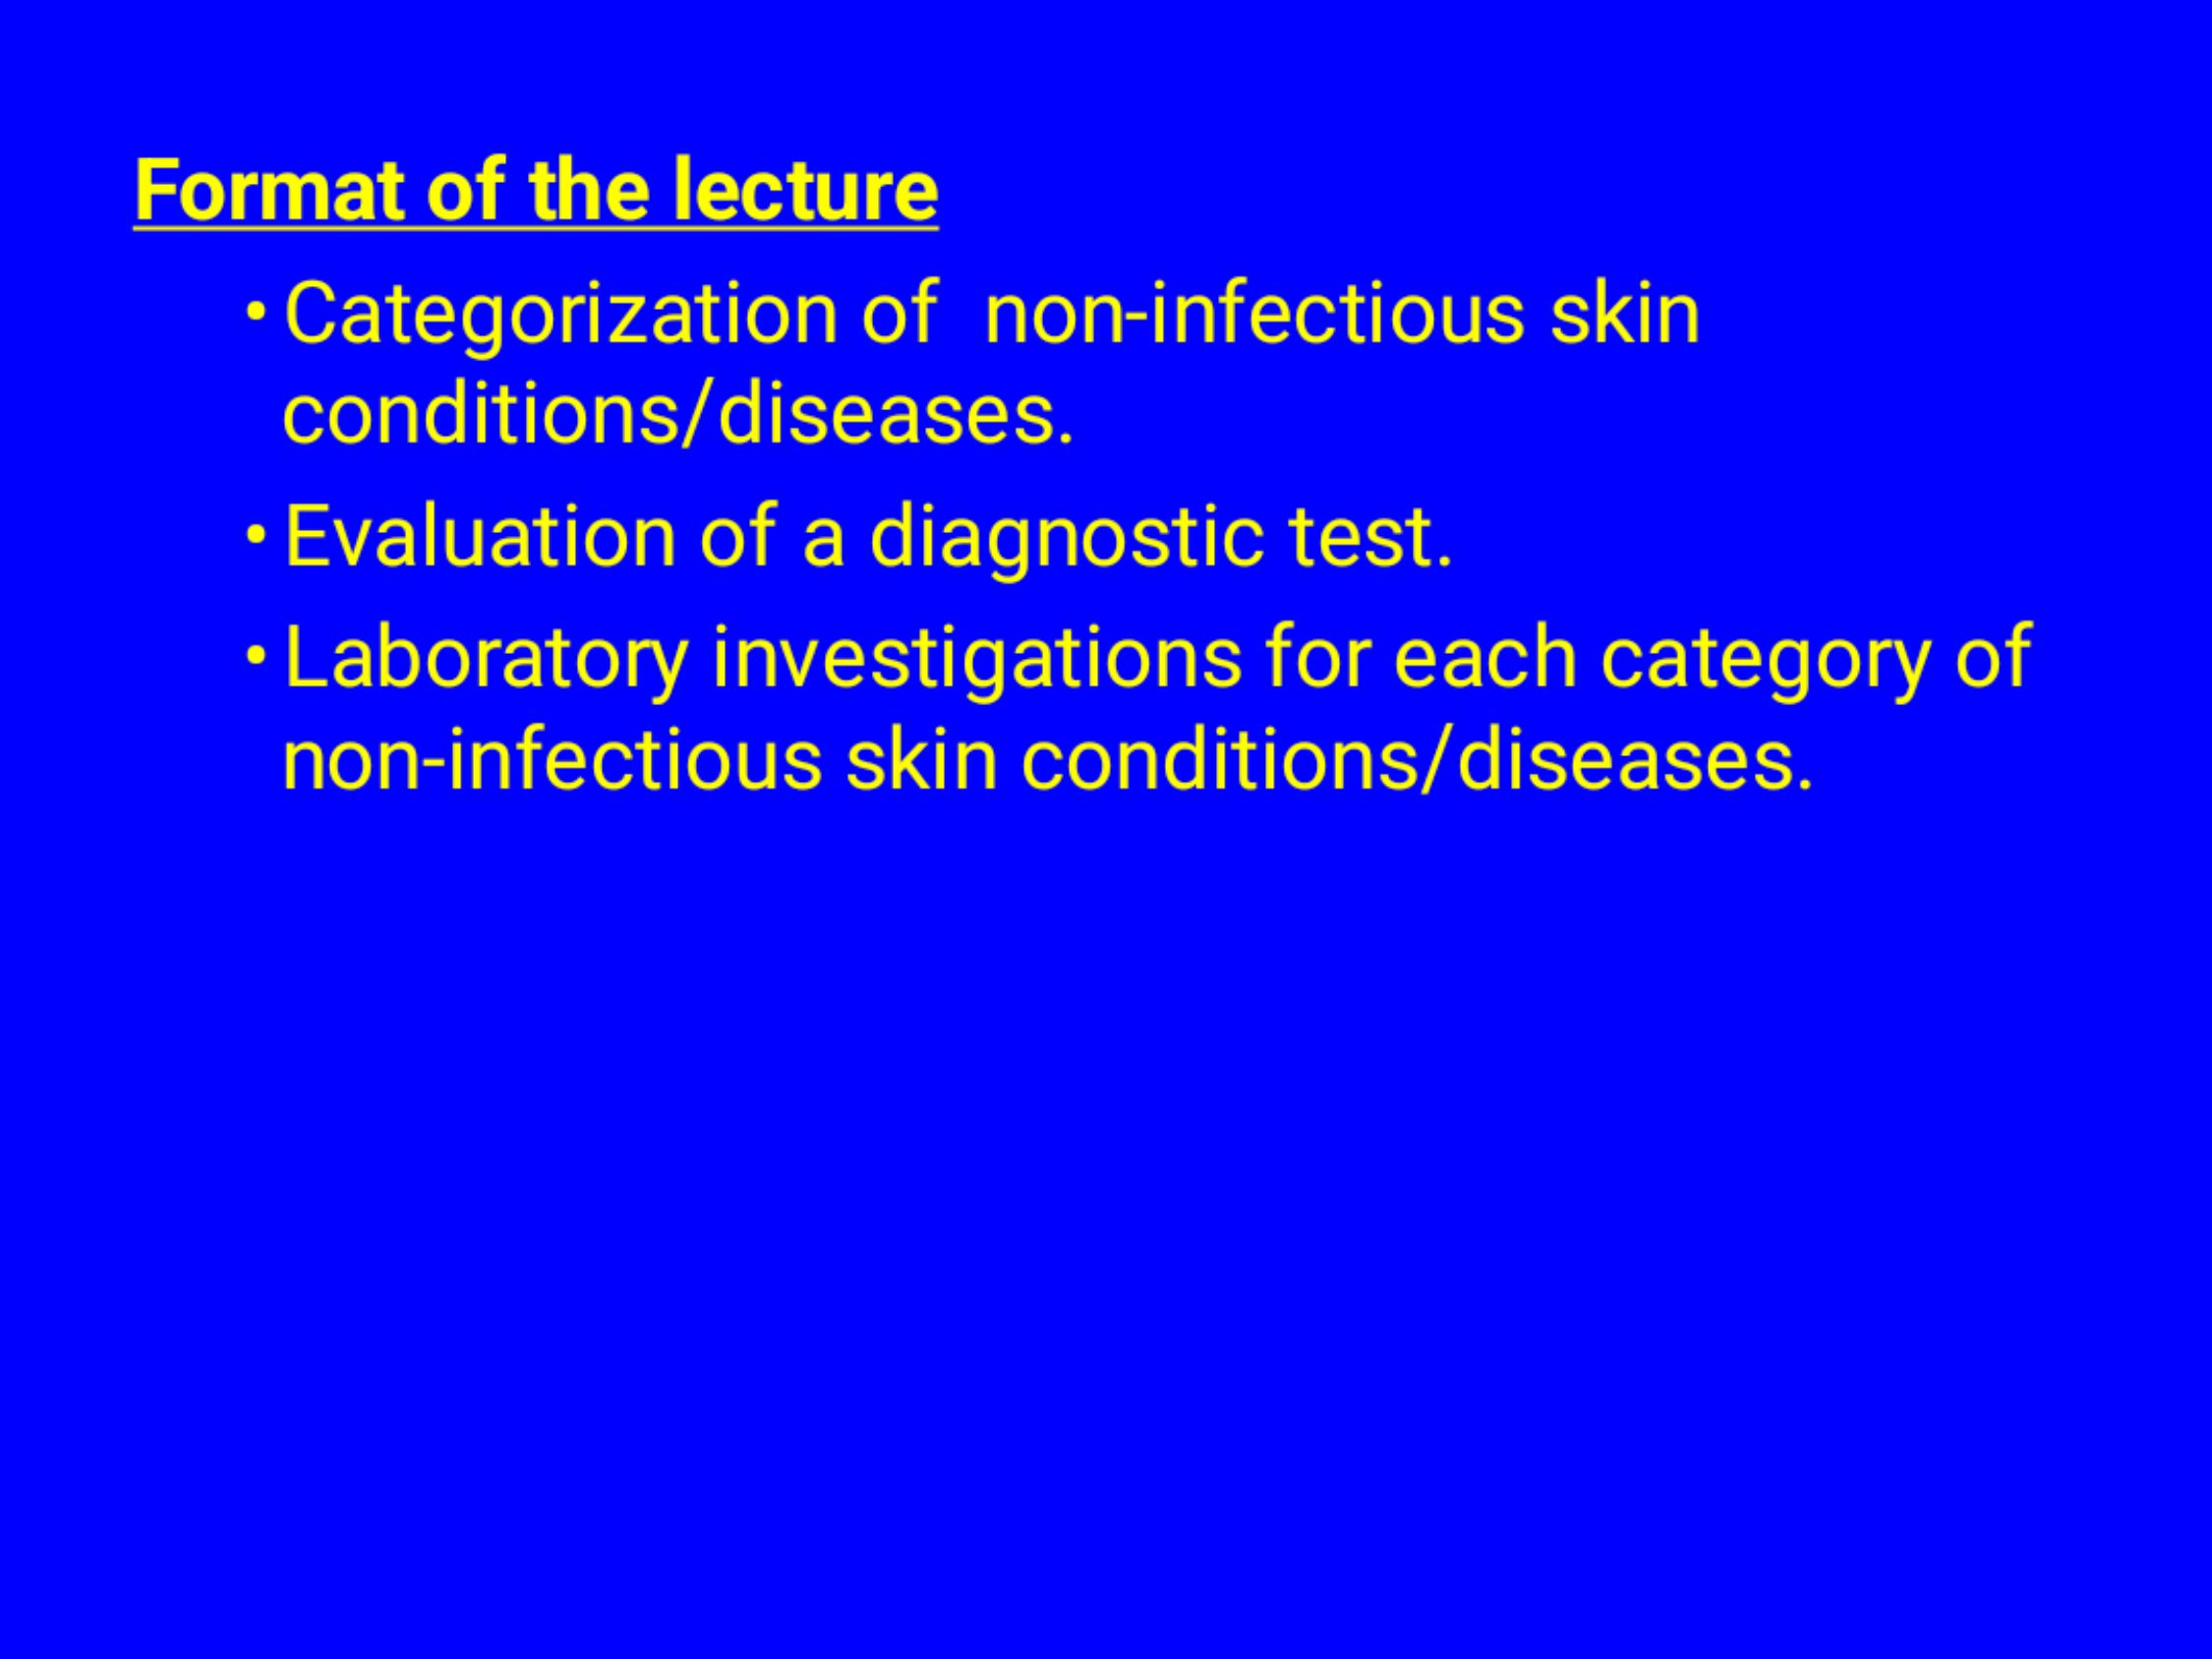 Format of the lecture
• Categorization of  non-infectious skin
conditions/diseases.
• Evaluation of a diagnostic test.
• Laboratory investigations for each category of
non-infectious skin conditions/diseases.